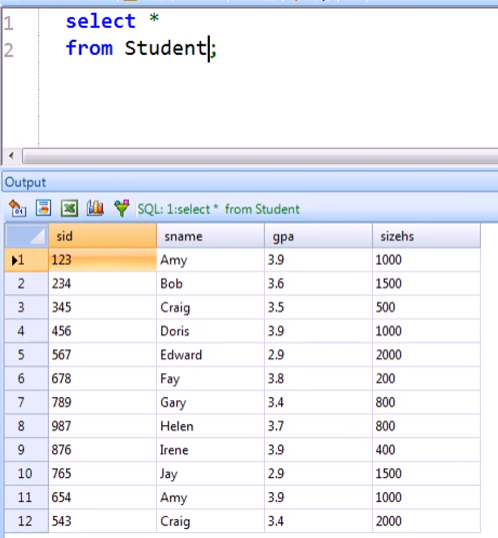 1 select *
2 from Student;
Output
SQL: 1:select * from Student
sid sname gpa sizehs
1 123 Amy 3.9 1000
2 234 Bob 3.6 1500
3 345 Craig 3.5 500
4 456 Doris 3.9 1000
5 567 Edward 2.9 2000
6 678 Fay 3.8 200
7 789 Gary 3.4 800
8 987 Helen 3.7 800
9 876 Irene 3.9 400
10 765 Jay 2.9 1500
11 654 Amy 3.9 1000
12 543 Craig 3.4 2000